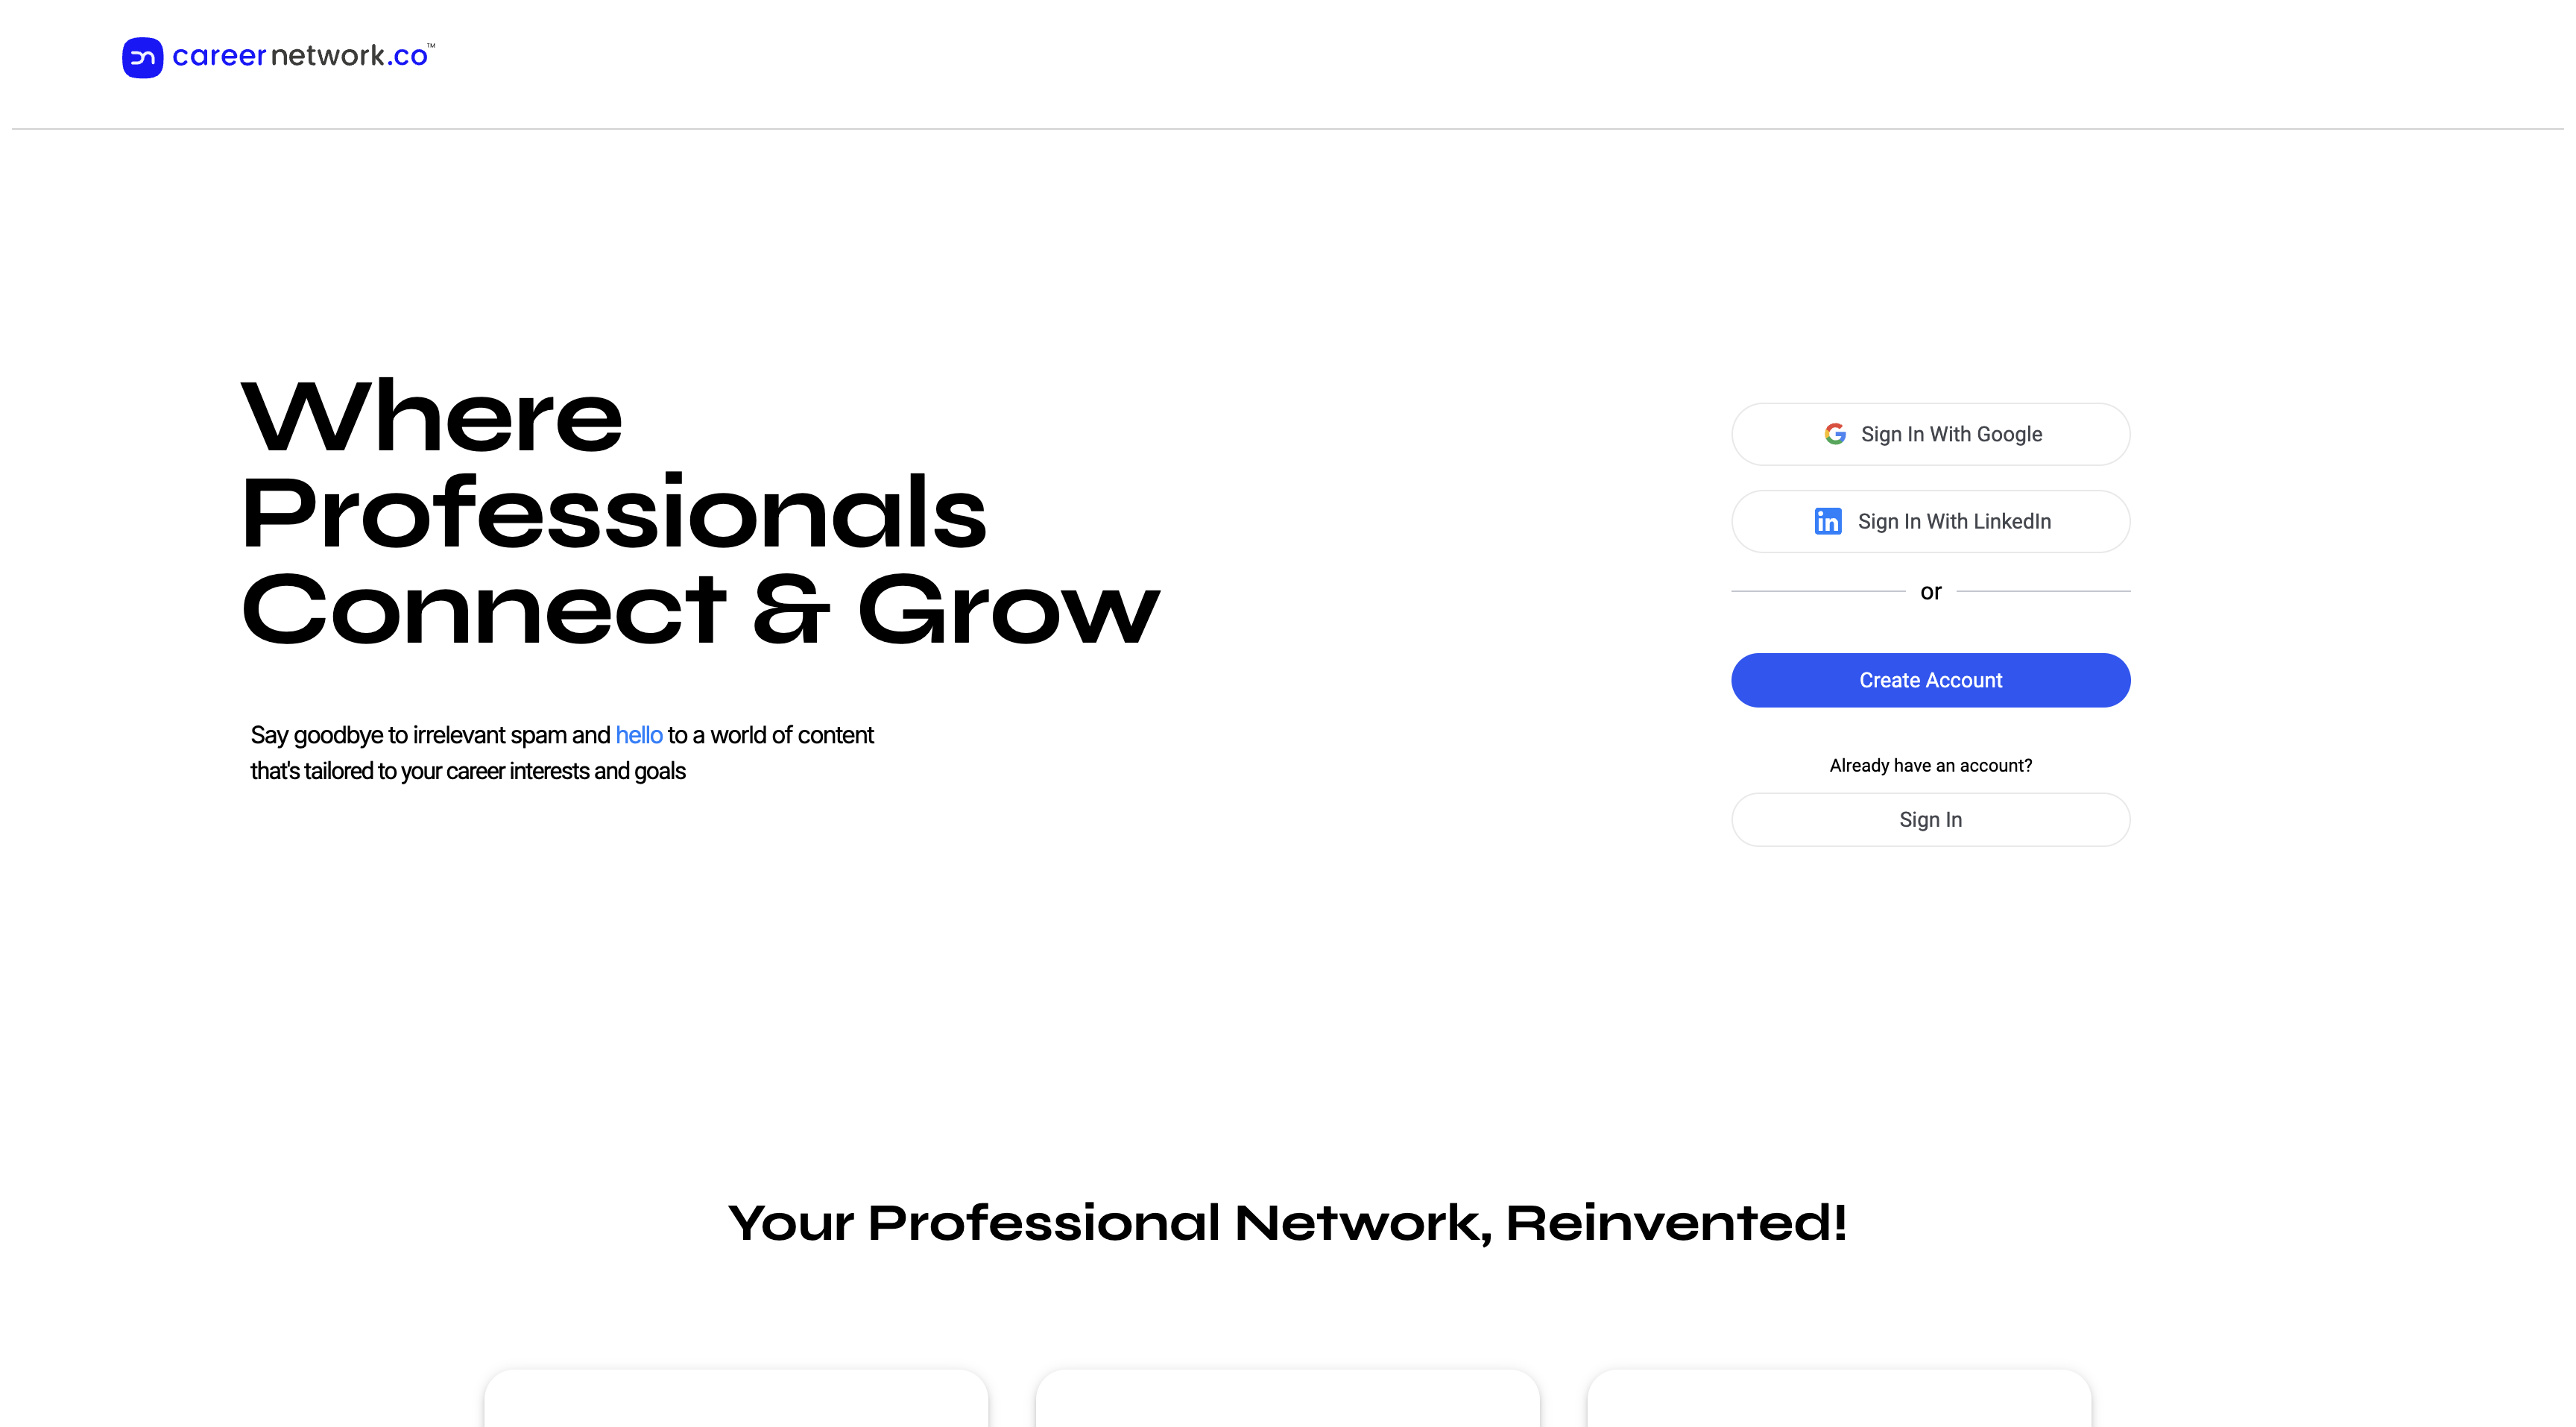 careernetwork.co™
Where
Professionals
Connect & Grow
Say goodbye to irrelevant spam and hello to a world of content
that's tailored to your career interests and goals
Sign In With Google
in Sign In With LinkedIn
or
Create Account
Already have an account?
Sign In
Your Professional Network, Reinvented!